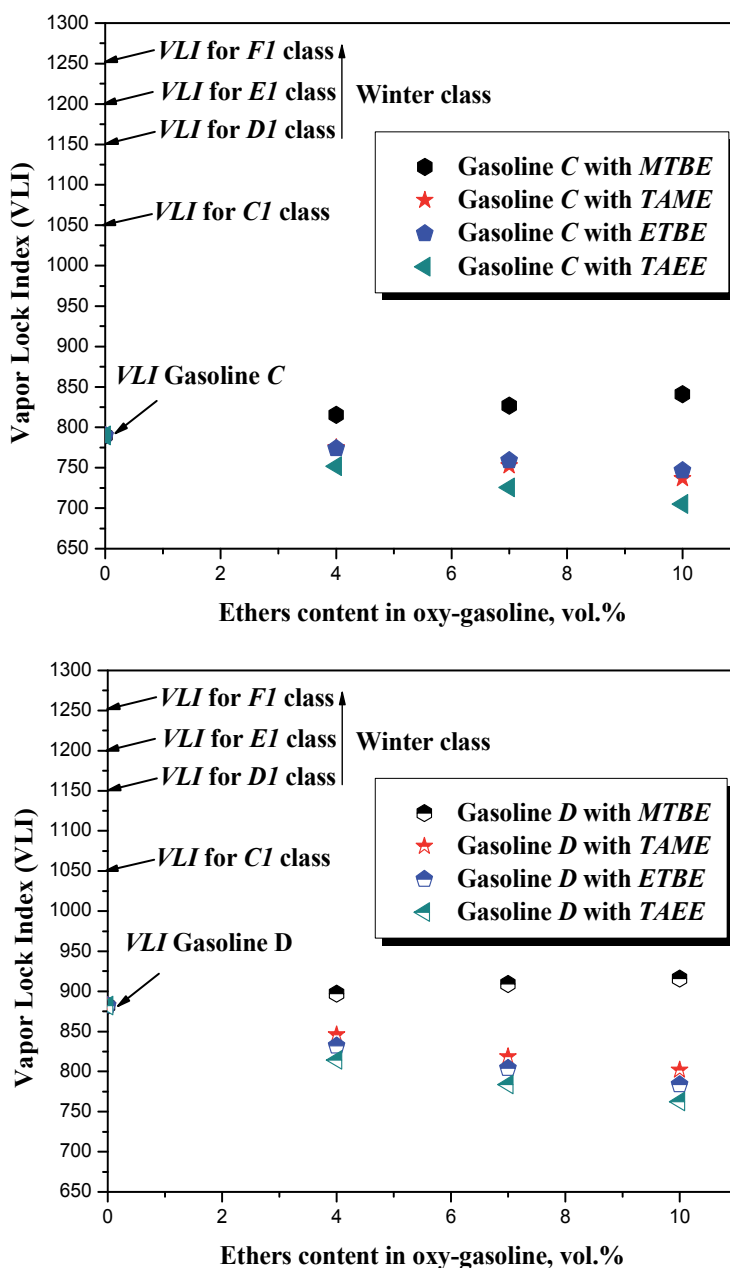 1300
VLI for F1 class
1250
VLI for E1 class
Winter class
1200
VLI for D1 class
1150
Gasoline C with MTBE
1100
Gasoline C with TAME
1050
VLI for C1 class
Gasoline C with ETBE
1000
Gasoline C with TAEE
950
900
850
VLI Gasoline C
800
750
700
650
600
550
Vapor Lock Index (VLI)
0 2 4 6 8 10
Ethers content in oxy-gasoline, vol.%
1300
VLI for F1 class
1250
VLI for E1 class
Winter class
1200
VLI for D1 class
1150
Gasoline D with MTBE
1100
Gasoline D with TAME
1050
VLI for C1 class
Gasoline D with ETBE
1000
Gasoline D with TAEE
950
VLI Gasoline D
900
850
800
750
700
650
Vapor Lock Index (VLI)
0 2 4 6 8 10
Ethers content in oxy-gasoline, vol.%